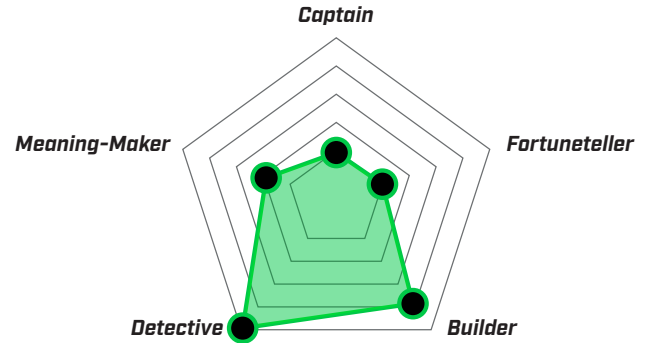 Captain
Meaning-Maker
Fortuneteller
Detective
Builder